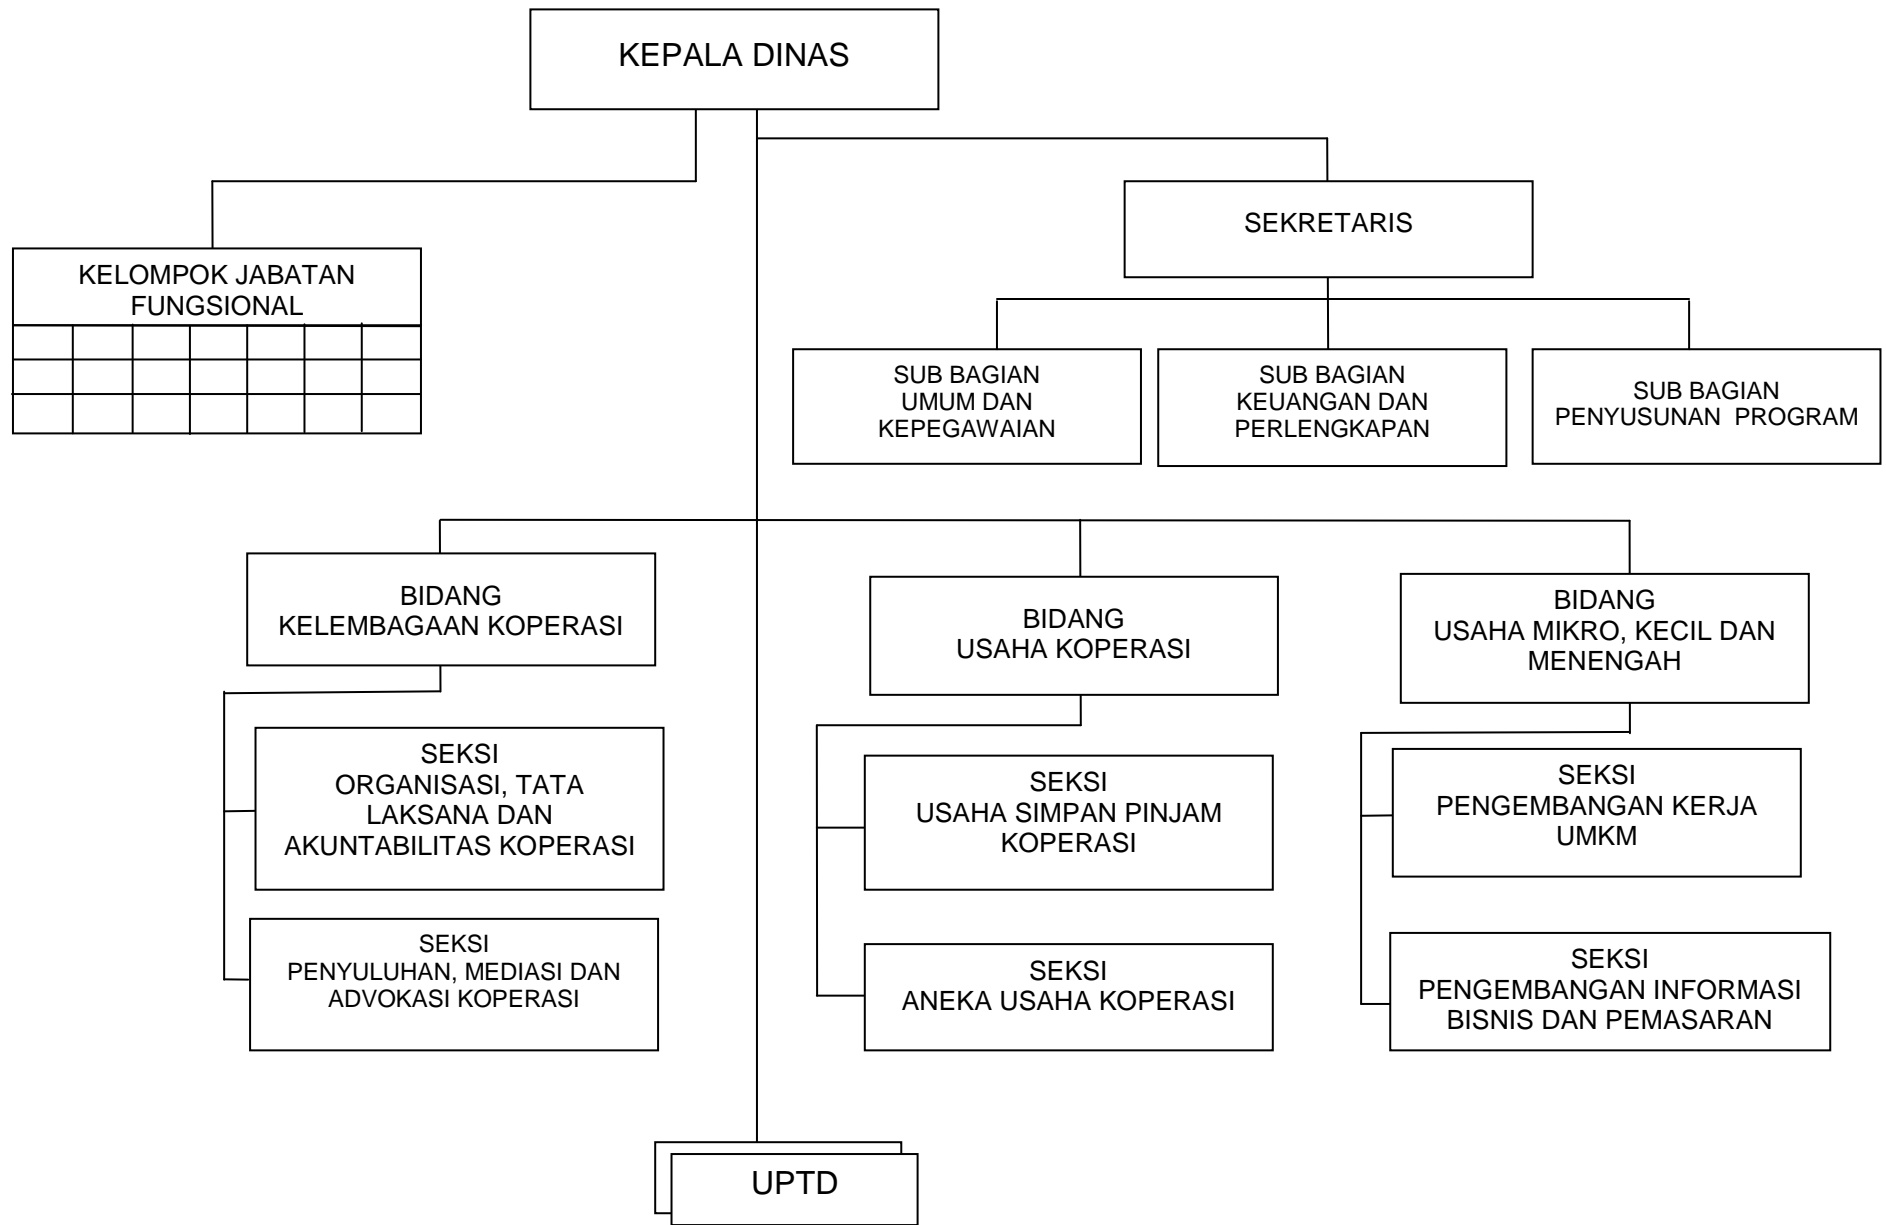 KEPALA DINAS
SEKRETARIS
KELOMPOK JABATAN
FUNGSIONAL
SUB BAGIAN
UMUM DAN
KEPEGAWAIAN
SUB BAGIAN
KEUANGAN DAN
PERLENGKAPAN
SUB BAGIAN
PENYUSUNAN PROGRAM
BIDANG
KELEMBAGAAN KOPERASI
BIDANG
USAHA KOPERASI
BIDANG
USAHA MIKRO, KECIL DAN
MENENGAH
SEKSI
ORGANISASI, TATA
LAKSANA DAN
AKUNTABILITAS KOPERASI
SEKSI
USAHA SIMPAN PINJAM
KOPERASI
SEKSI
PENGEMBANGAN KERJA
UMKM
SEKSI
PENYULUHAN, MEDIASI DAN
ADVOKASI KOPERASI
SEKSI
ANEKA USAHA KOPERASI
SEKSI
PENGEMBANGAN INFORMASI
BISNIS DAN PEMASARAN
UPTD